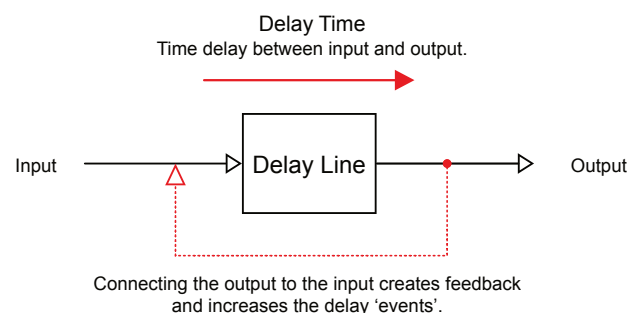 Delay Time
Time delay between input and output.
Input
Delay Line
Output
Connecting the output to the input creates feedback
and increases the delay ‘events’.